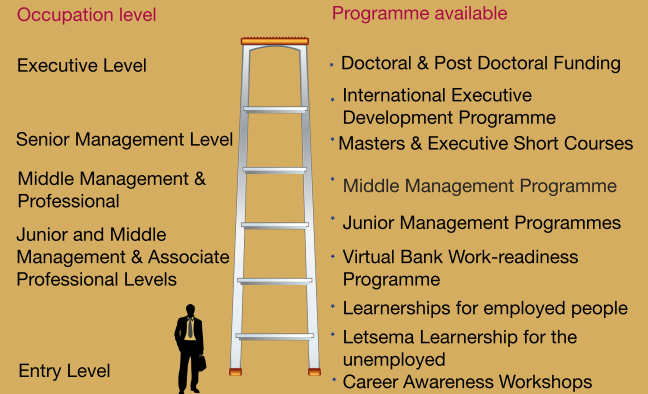 Occupation level
Executive Level
Senior Management Level
Middle Management &
Professional
Junior and Middle
Management & Associate
Professional Levels
Entry Level
Programme available
Doctoral & Post Doctoral Funding
International Executive
Development Programme
Masters & Executive Short Courses
Middle Management Programme
Junior Management Programmes
Virtual Bank Work-readiness
Programme
Learnerships for employed people
Letsema Learnership for the
unemployed
Career Awareness Workshops